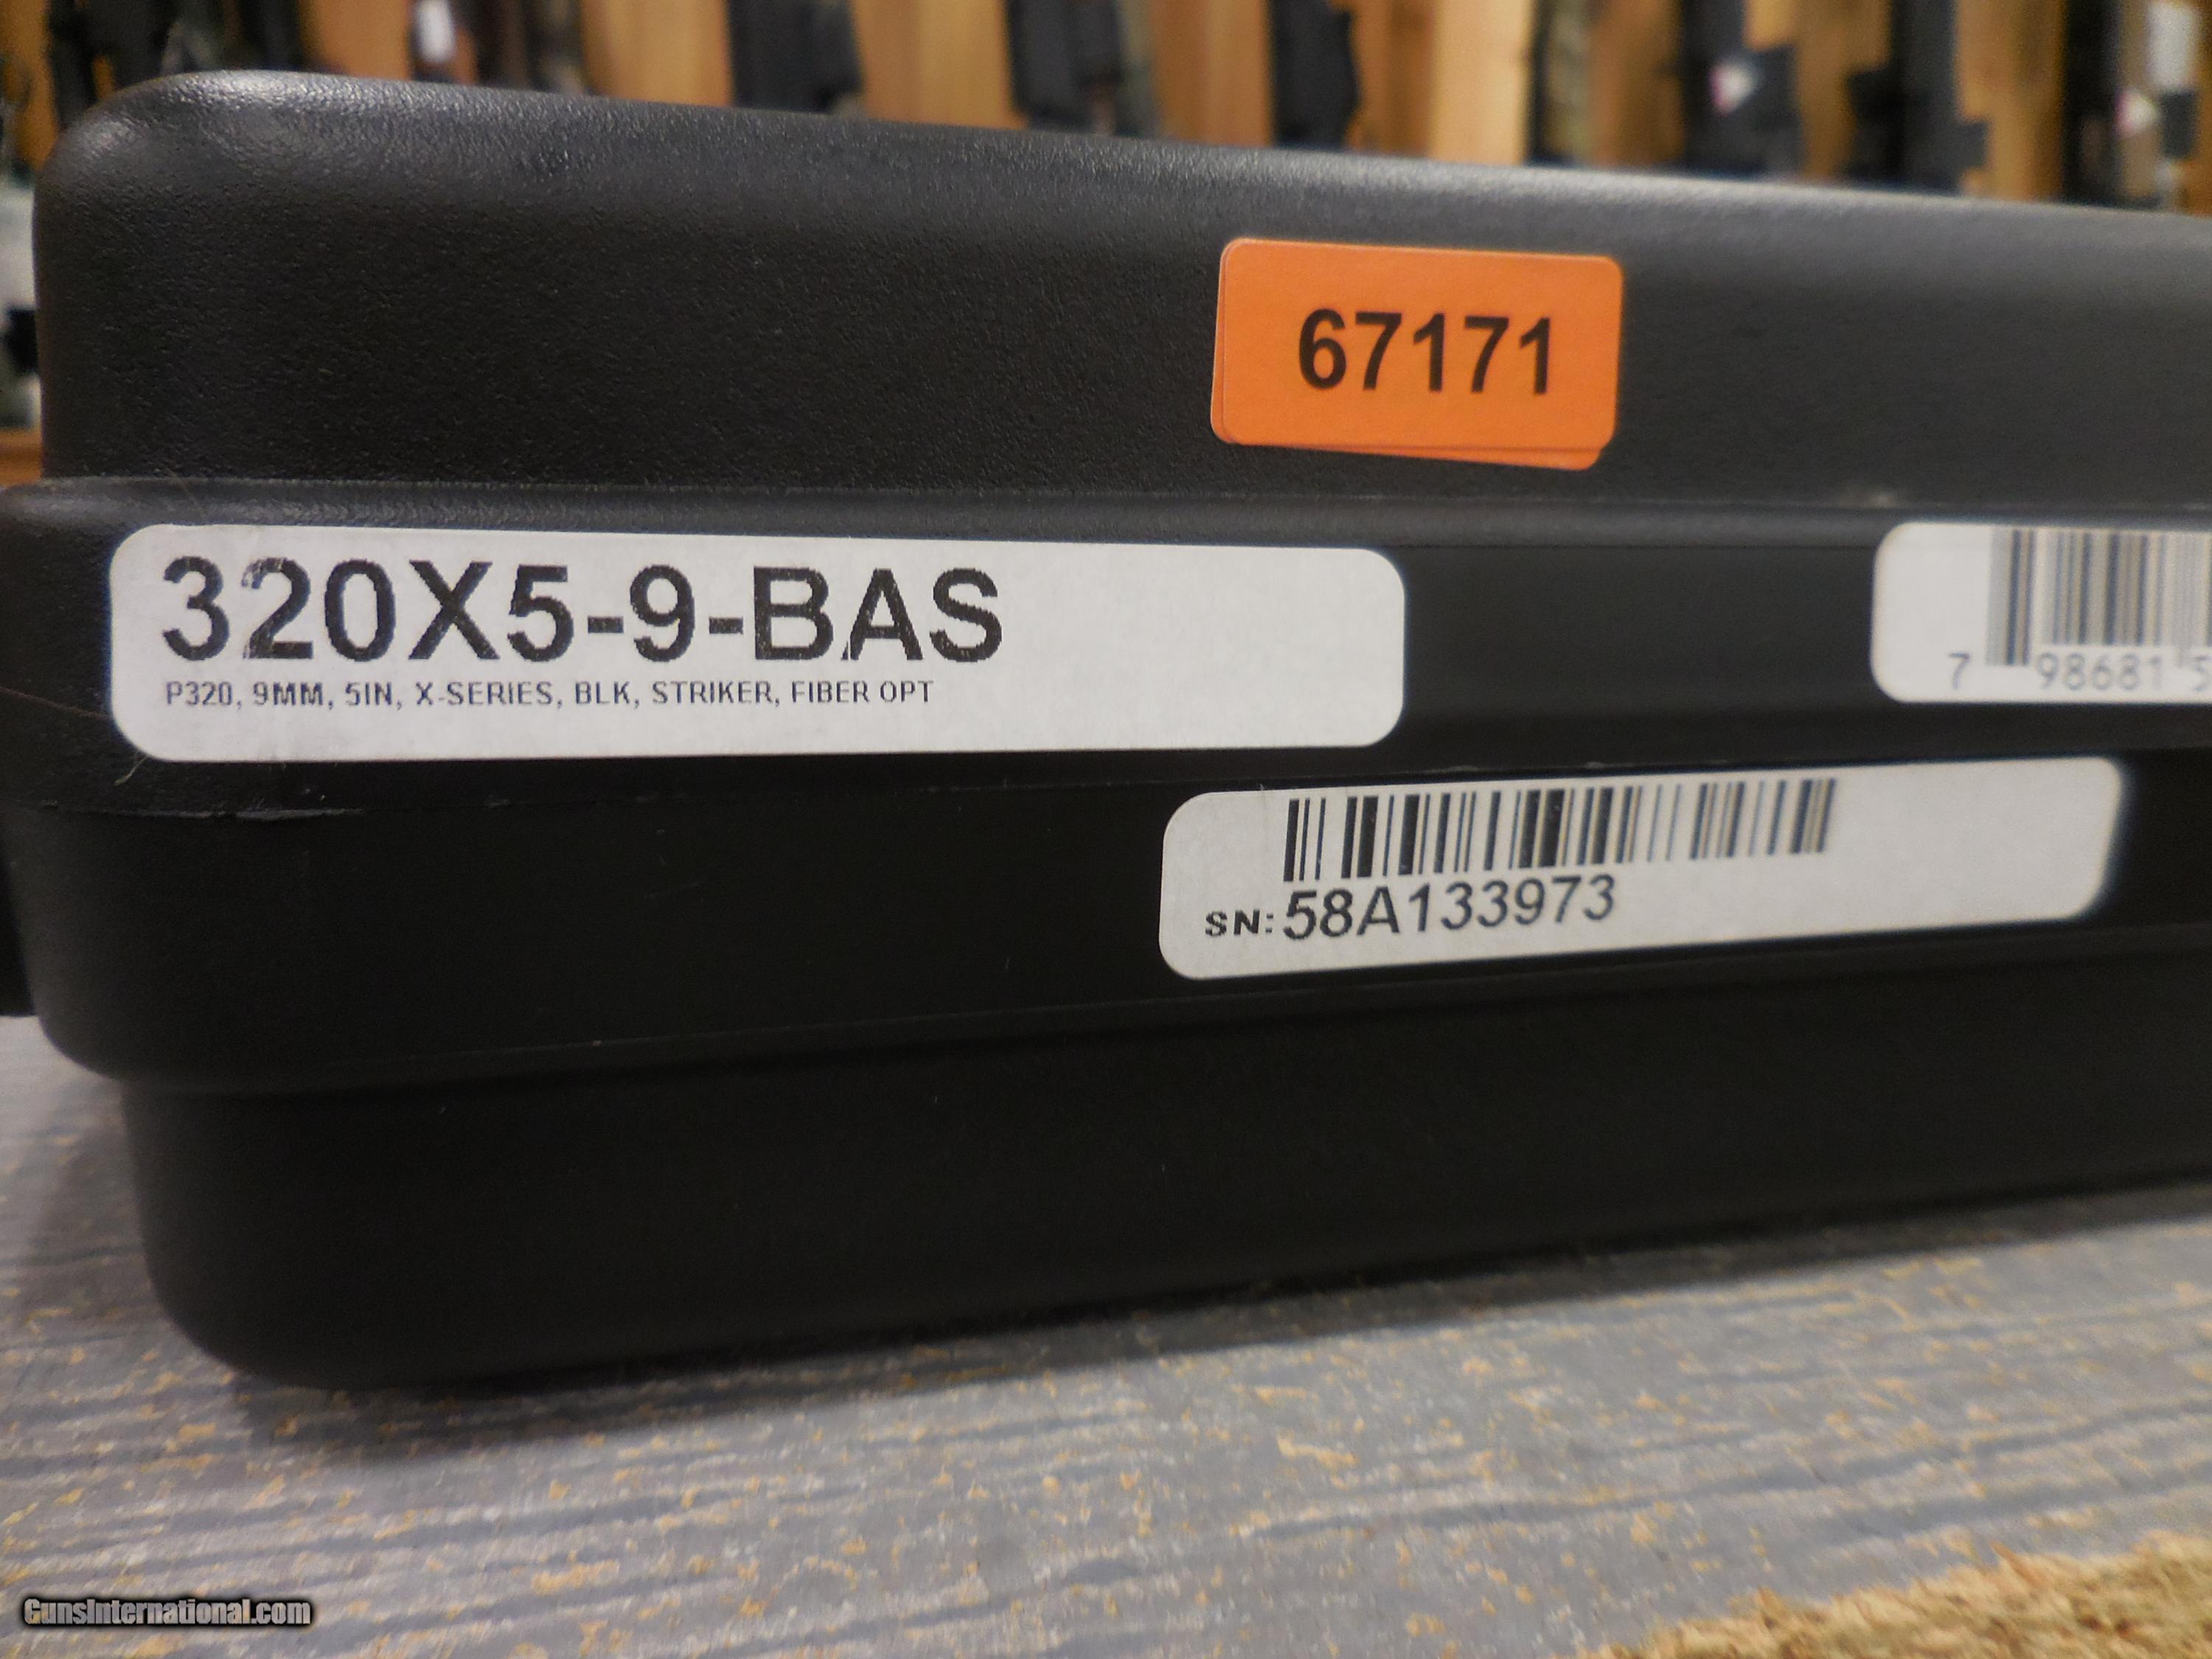 67171
320X5-9-BAS
P320, 9MM, 5IN, X-SERIES, BLK, STRIKER, FIBER OPT
7 98681 5
SN: 58A133973
GunsInternational.com